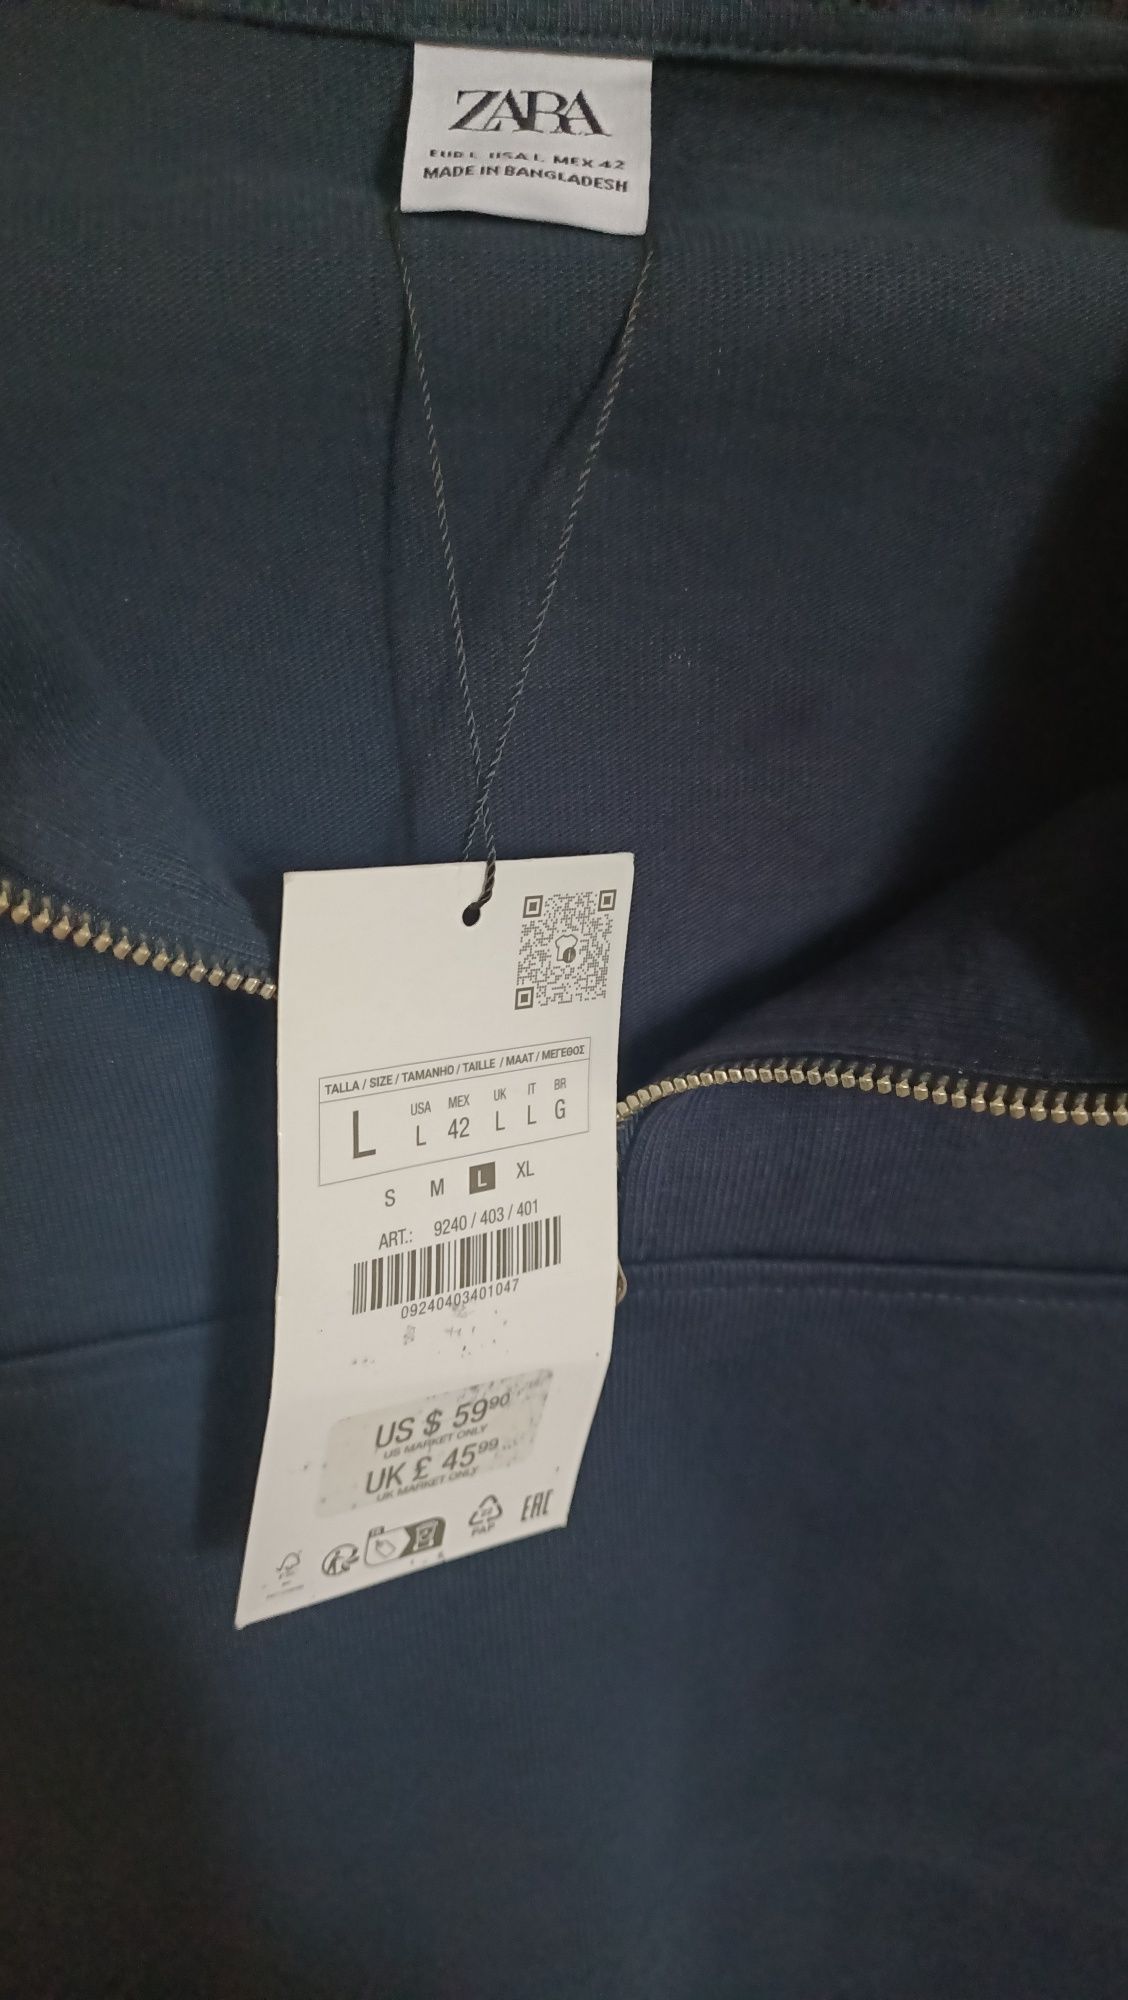 ZARA
EUR L USA L MEX 42
MADE IN BANGLADESH
TALLA / SIZE / TAMANHO / TAILLE / MAAT / ΜΕΓΕΘΟΣ
L USA L MEX 42 UK L IT L BR G
S M L XL
ART.: 9240 / 403 / 401
09240403401047
US $ 59⁹⁰
US MARKET ONLY
UK £ 45⁹⁹
UK MARKET ONLY
22
PAP
EAC